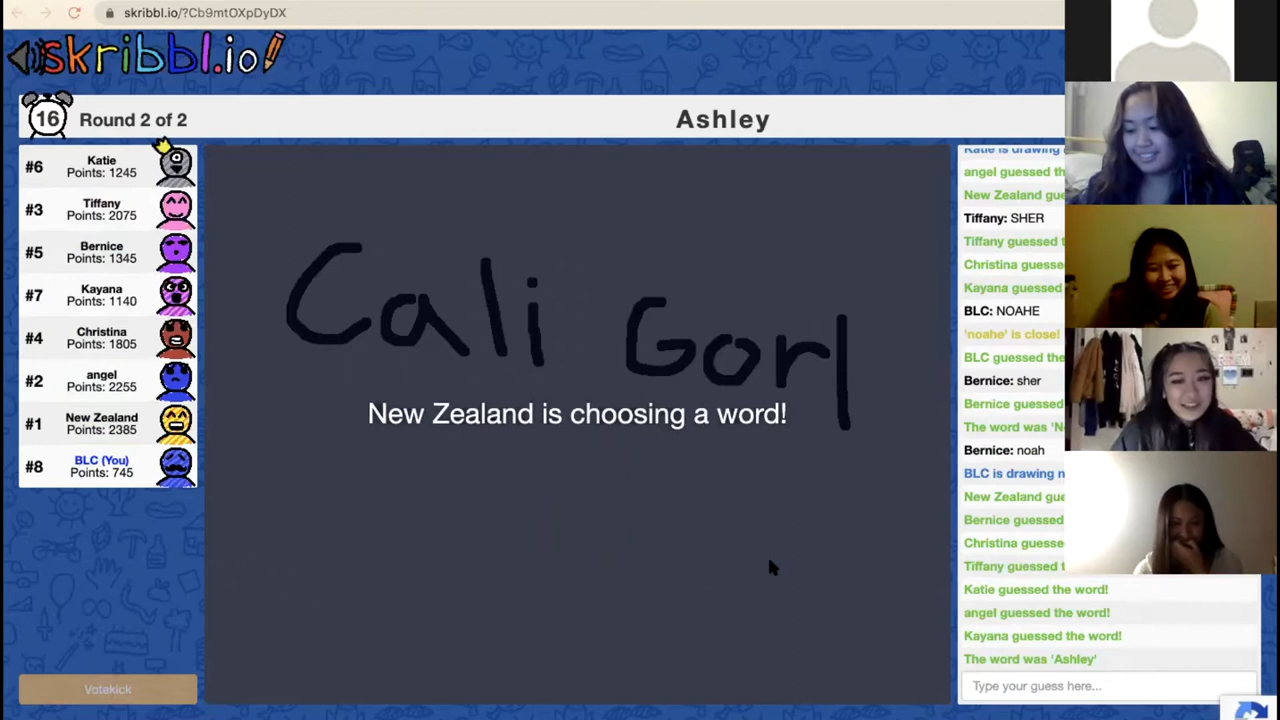 skribbl.io/?Cb9mtOXpDyDX
skribbl.io
16
Round 2 of 2
Ashley
#6
Katie
Points: 1245
#3
Tiffany
Points: 2075
#5
Bernice
Points: 1345
#7
Kayana
Points: 1140
#4
Christina
Points: 1805
#2
angel
Points: 2255
#1
New Zealand
Points: 2385
#8
BLC (You)
Points: 745
Votekick
Cali Gorl
New Zealand is choosing a word!
Katie is drawing
angel guessed th
New Zealand gue
Tiffany: SHER
Tiffany guessed t
Christina guesse
Kayana guessed
BLC: NOAHE
'noahe' is close!
BLC guessed the
Bernice: sher
Bernice guessed
The word was 'N
Bernice: noah
BLC is drawing n
New Zealand gue
Bernice guessed
Christina guesse
Tiffany guessed t
Katie guessed the word!
angel guessed the word!
Kayana guessed the word!
The word was 'Ashley'
Type your guess here...